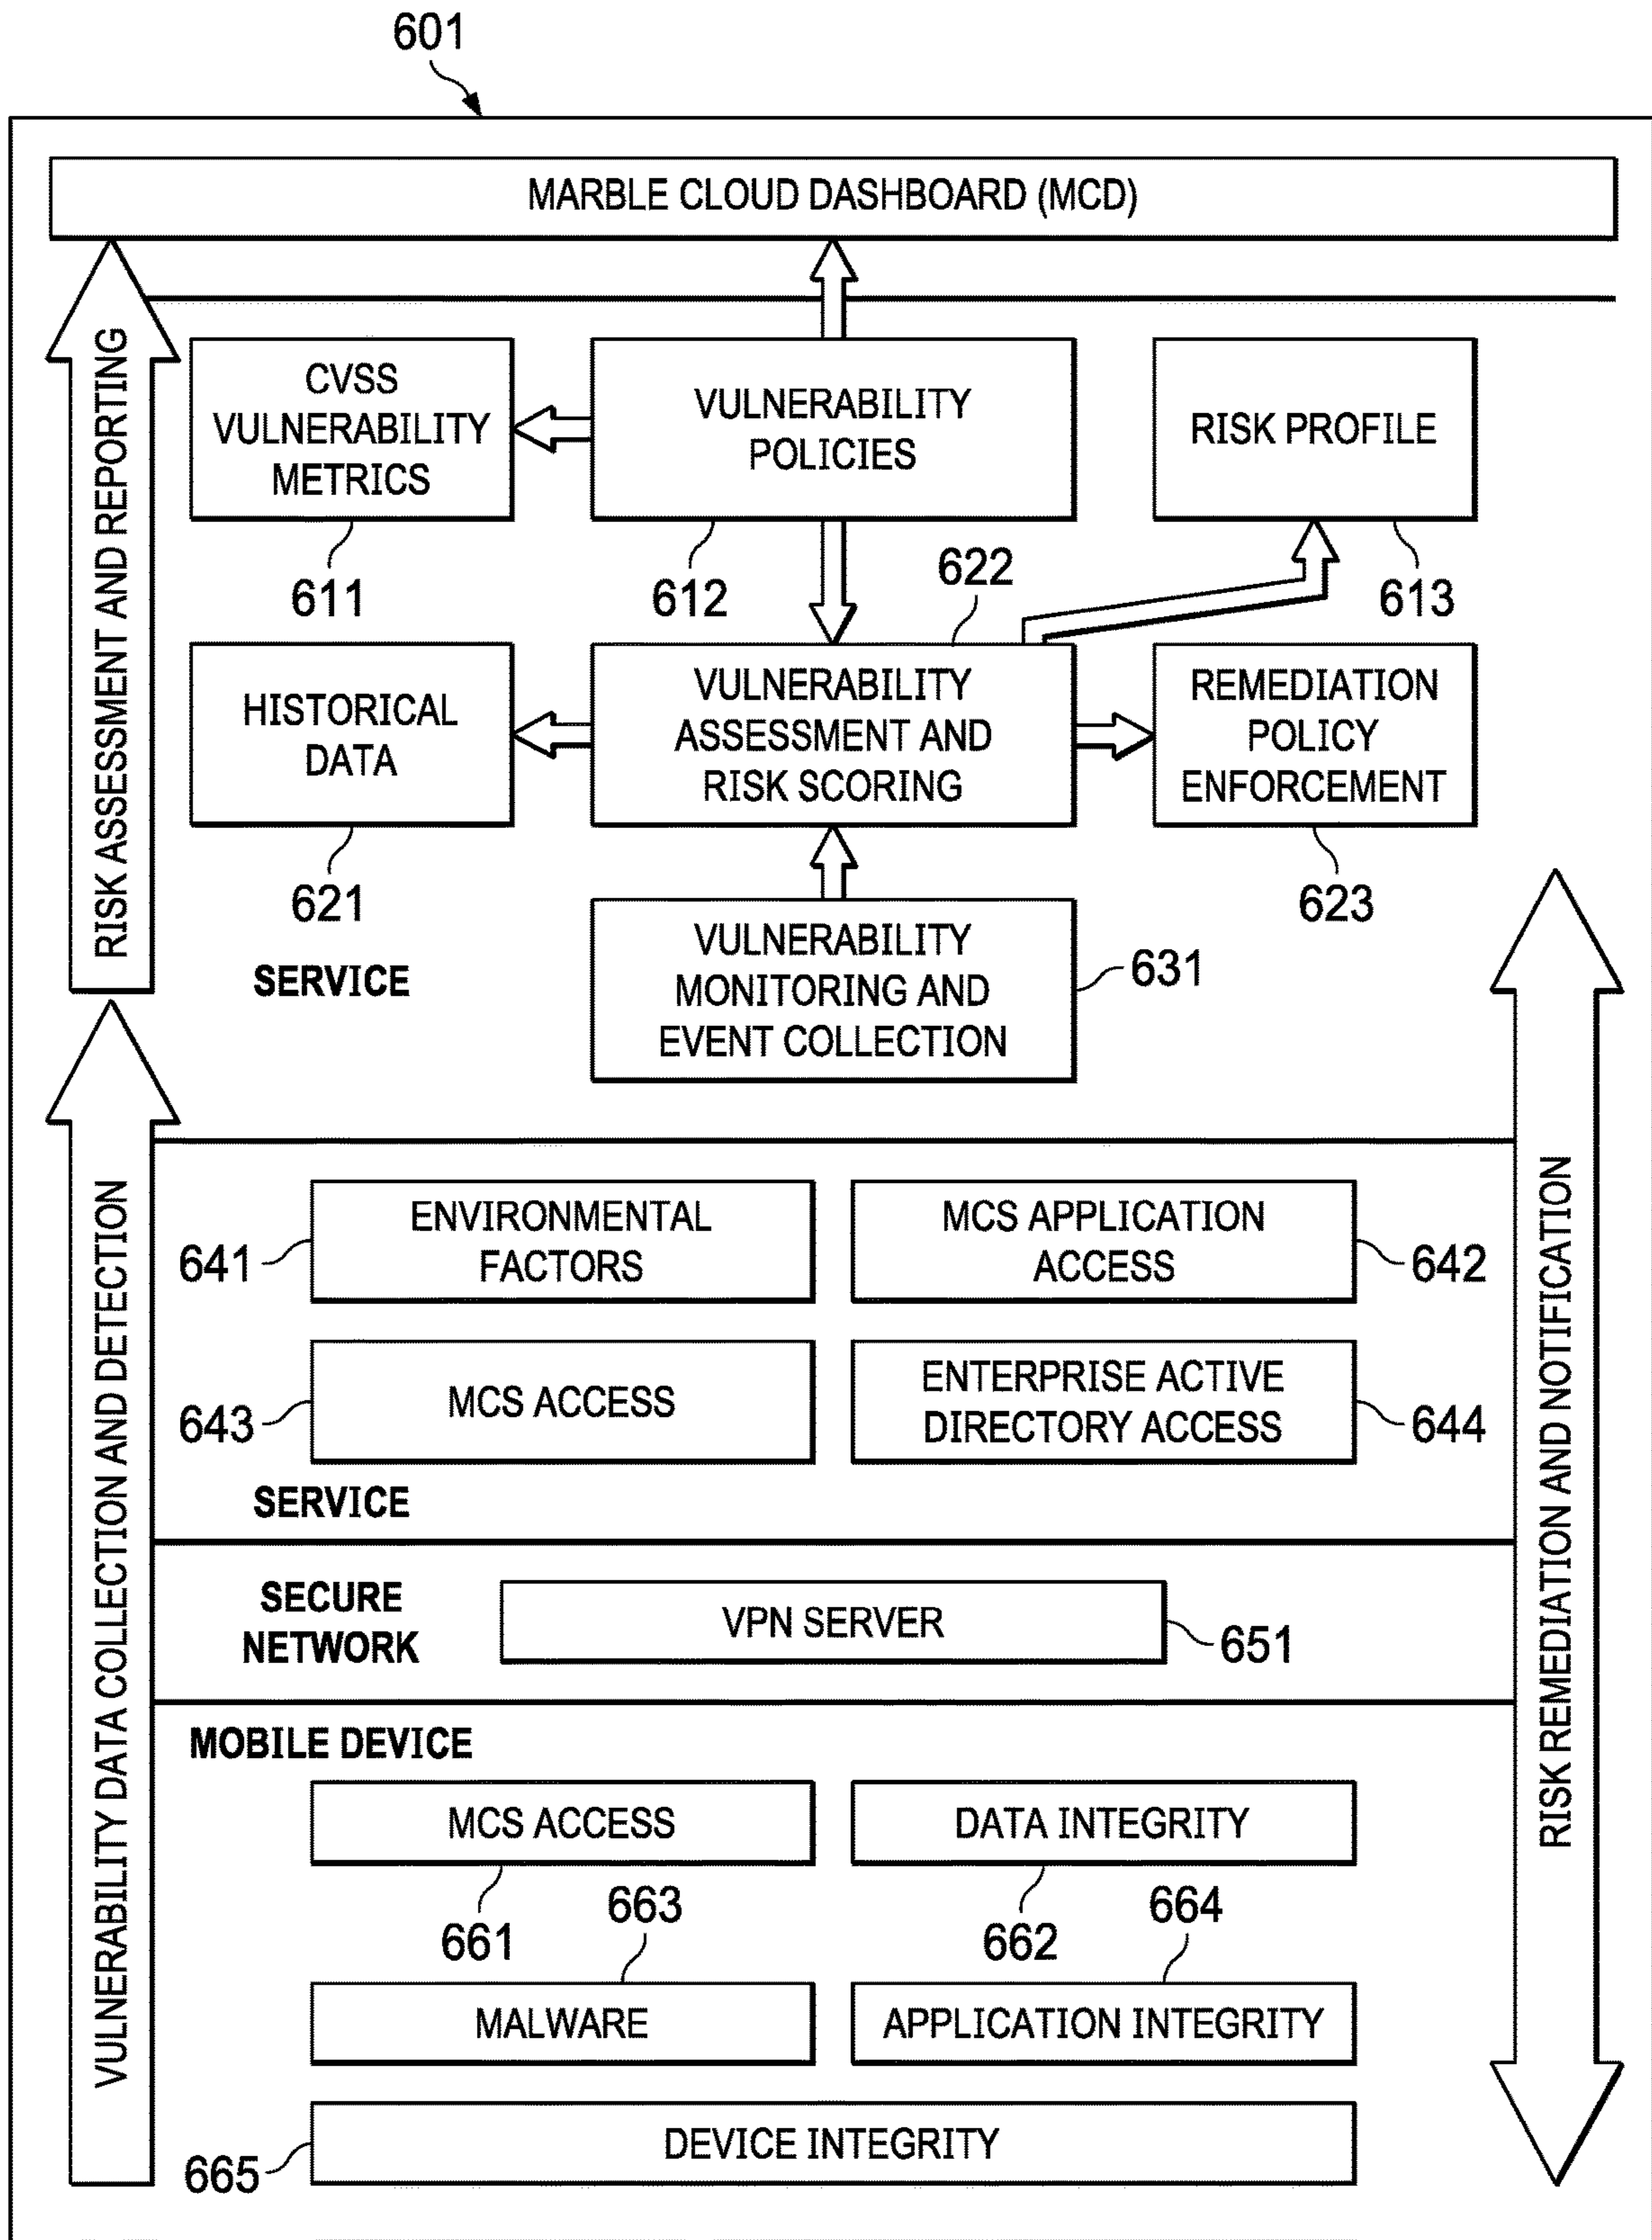 601
MARBLE CLOUD DASHBOARD (MCD)
RISK ASSESSMENT AND REPORTING
CVSS
VULNERABILITY
METRICS
611
VULNERABILITY
POLICIES
612
RISK PROFILE
613
622
HISTORICAL
DATA
621
VULNERABILITY
ASSESSMENT AND
RISK SCORING
REMEDIATION
POLICY
ENFORCEMENT
623
VULNERABILITY
MONITORING AND
EVENT COLLECTION
631
SERVICE
VULNERABILITY DATA COLLECTION AND DETECTION
RISK REMEDIATION AND NOTIFICATION
641
ENVIRONMENTAL
FACTORS
MCS APPLICATION
ACCESS
642
643
MCS ACCESS
ENTERPRISE ACTIVE
DIRECTORY ACCESS
644
SERVICE
SECURE
NETWORK
VPN SERVER
651
MOBILE DEVICE
MCS ACCESS
661
DATA INTEGRITY
662
663
MALWARE
664
APPLICATION INTEGRITY
665
DEVICE INTEGRITY